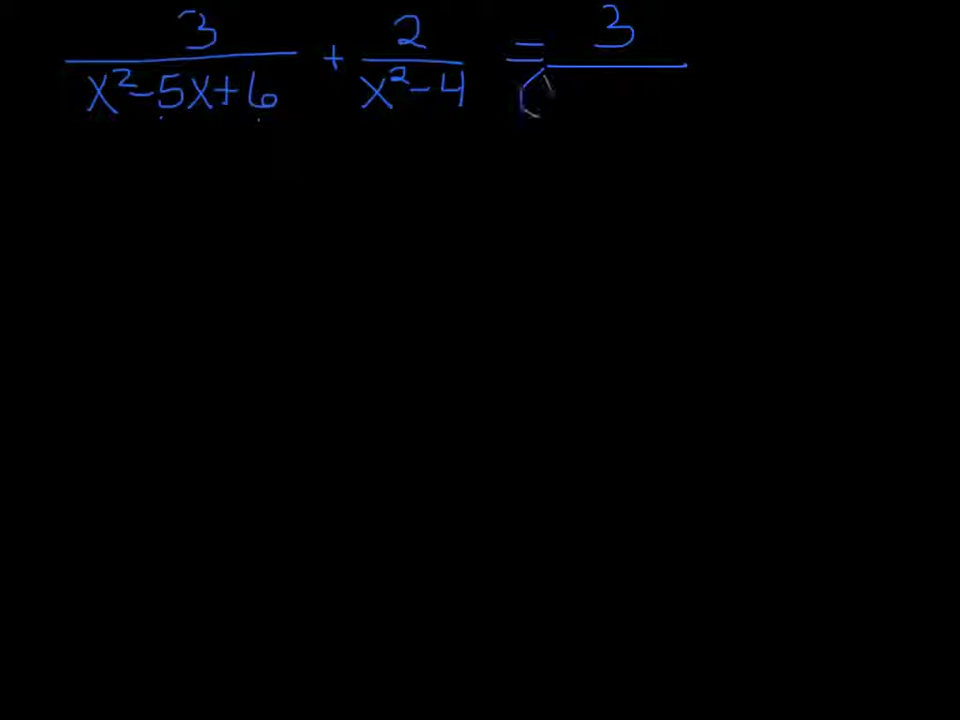 3/(x²-5x+6) + 2/(x²-4) = 3/(